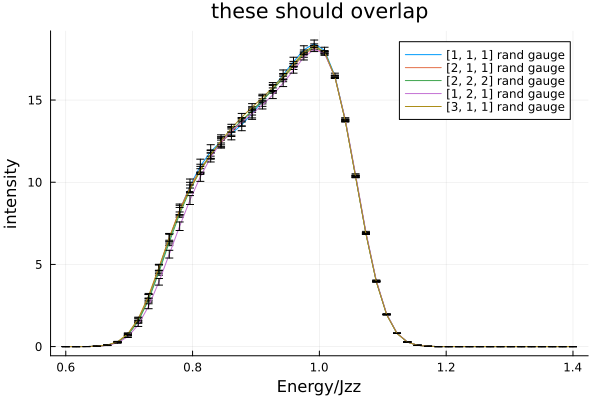 these should overlap
[1, 1, 1] rand gauge
[2, 1, 1] rand gauge
[2, 2, 2] rand gauge
[1, 2, 1] rand gauge
[3, 1, 1] rand gauge
intensity
15
10
5
0
0.6 0.8 1.0 1.2 1.4
Energy/Jzz